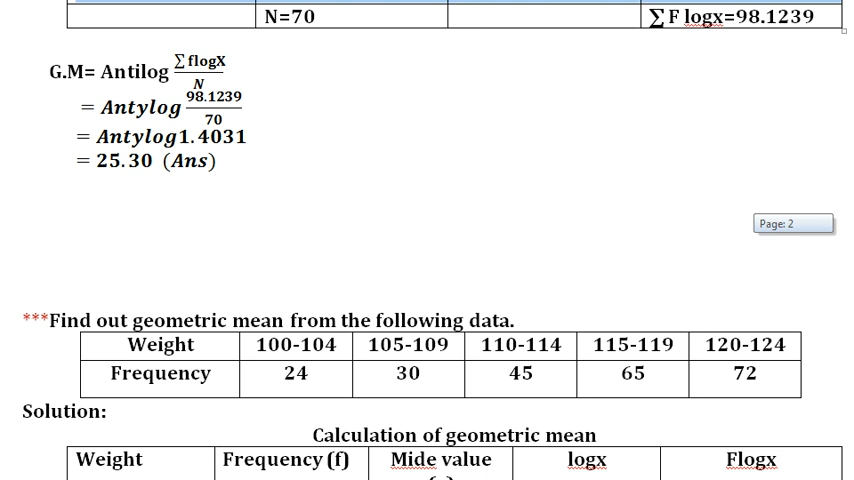 N=70 ∑F logx=98.1239
G.M= Antilog ∑flogX/N
= Antylog 98.1239/70
= Antylog1.4031
= 25.30 (Ans)
Page: 2
***Find out geometric mean from the following data.
Weight 100-104 105-109 110-114 115-119 120-124
Frequency 24 30 45 65 72
Solution:
Calculation of geometric mean
Weight Frequency (f) Mide value logx Flogx